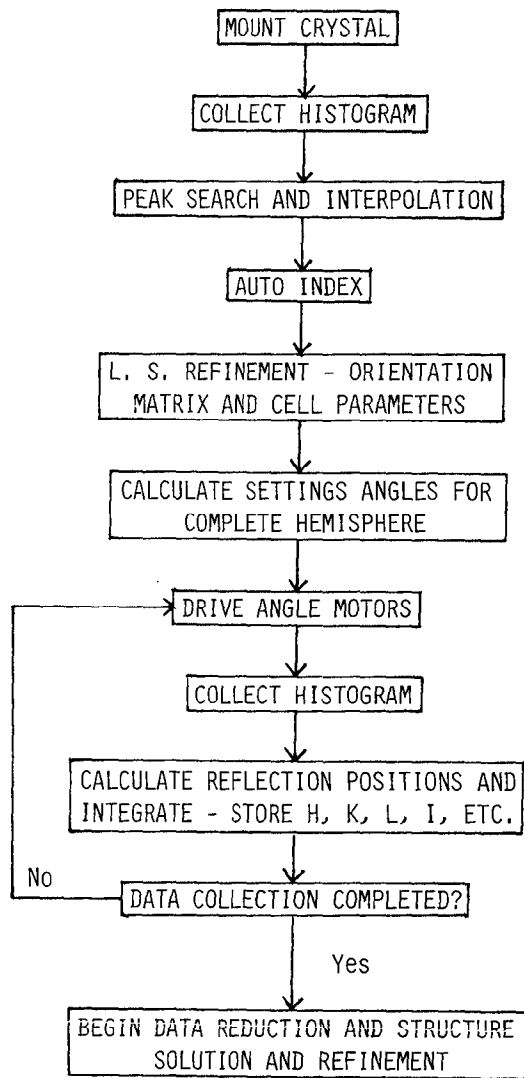 MOUNT CRYSTAL
COLLECT HISTOGRAM
PEAK SEARCH AND INTERPOLATION
AUTO INDEX
L. S. REFINEMENT - ORIENTATION
MATRIX AND CELL PARAMETERS
CALCULATE SETTINGS ANGLES FOR
COMPLETE HEMISPHERE
DRIVE ANGLE MOTORS
COLLECT HISTOGRAM
CALCULATE REFLECTION POSITIONS AND
INTEGRATE - STORE H, K, L, I, ETC.
No
DATA COLLECTION COMPLETED?
Yes
BEGIN DATA REDUCTION AND STRUCTURE
SOLUTION AND REFINEMENT